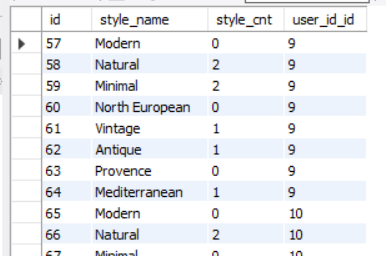 id style_name style_cnt user_id_id
57 Modern 0 9
58 Natural 2 9
59 Minimal 2 9
60 North European 0 9
61 Vintage 1 9
62 Antique 1 9
63 Provence 0 9
64 Mediterranean 1 9
65 Modern 0 10
66 Natural 2 10
67 Minimal 0 10